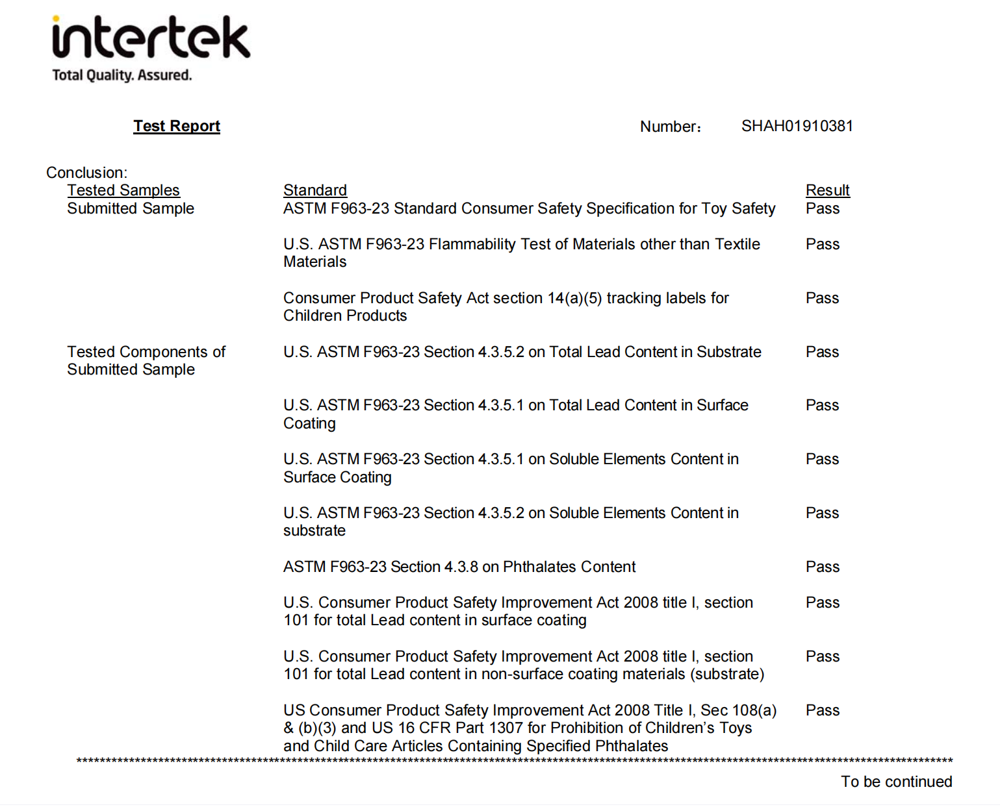 intertek
Total Quality. Assured.
Test Report Number: SHAH01910381
Conclusion:
Tested Samples Standard Result
Submitted Sample ASTM F963-23 Standard Consumer Safety Specification for Toy Safety Pass
U.S. ASTM F963-23 Flammability Test of Materials other than Textile Pass
Materials
Consumer Product Safety Act section 14(a)(5) tracking labels for Pass
Children Products
Tested Components of U.S. ASTM F963-23 Section 4.3.5.2 on Total Lead Content in Substrate Pass
Submitted Sample
U.S. ASTM F963-23 Section 4.3.5.1 on Total Lead Content in Surface Pass
Coating
U.S. ASTM F963-23 Section 4.3.5.1 on Soluble Elements Content in Pass
Surface Coating
U.S. ASTM F963-23 Section 4.3.5.2 on Soluble Elements Content in Pass
substrate
ASTM F963-23 Section 4.3.8 on Phthalates Content Pass
U.S. Consumer Product Safety Improvement Act 2008 title I, section Pass
101 for total Lead content in surface coating
U.S. Consumer Product Safety Improvement Act 2008 title I, section Pass
101 for total Lead content in non-surface coating materials (substrate)
US Consumer Product Safety Improvement Act 2008 Title I, Sec 108(a) Pass
& (b)(3) and US 16 CFR Part 1307 for Prohibition of Children's Toys
and Child Care Articles Containing Specified Phthalates
To be continued